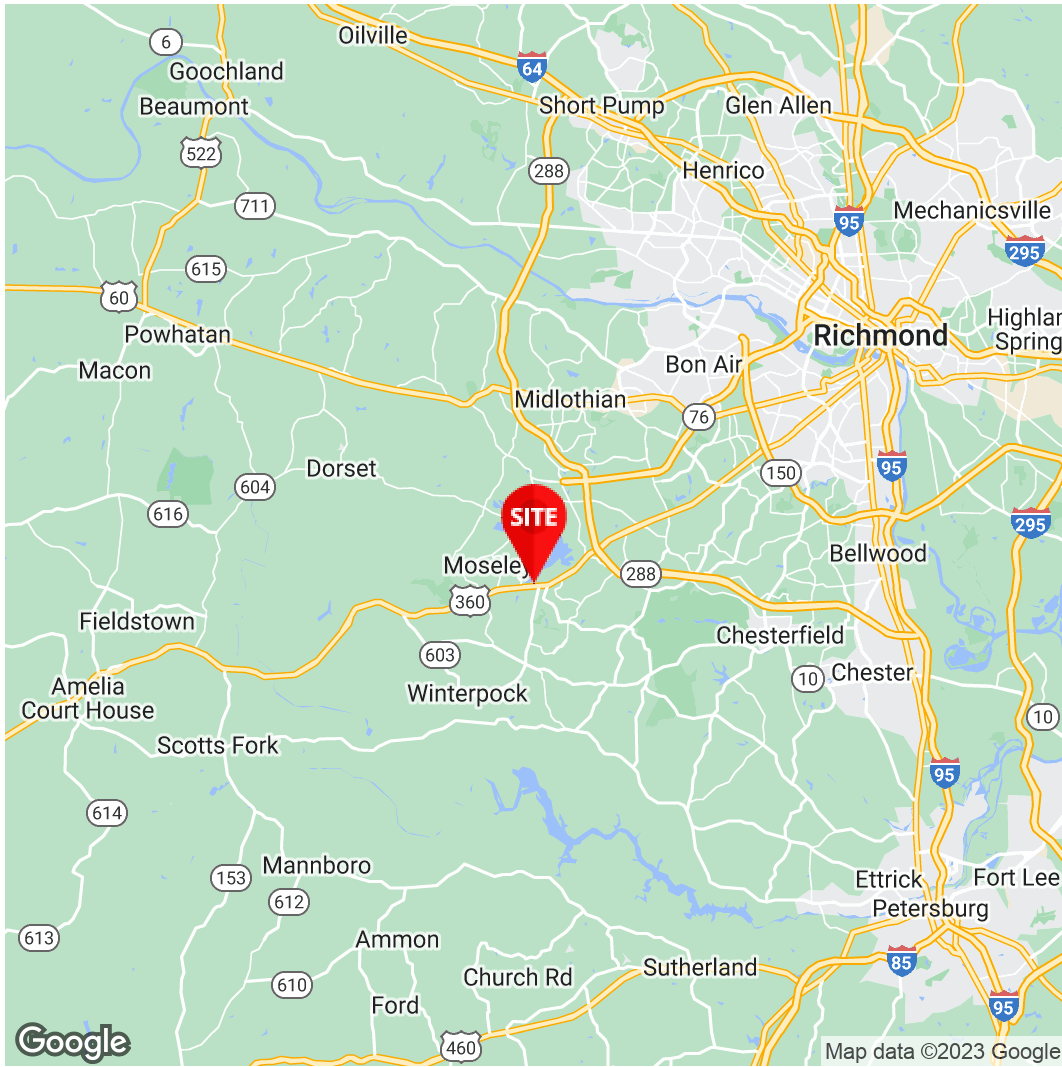 6
Oilville
Goochland
64
Beaumont
Short Pump
Glen Allen
522
288
Henrico
711
Mechanicsville
95
295
615
60
Powhatan
Richmond
Highlan
Spring
Macon
Bon Air
Midlothian
76
Dorset
150
95
604
616
SITE
295
Bellwood
Moseley
288
360
Fieldstown
Chesterfield
603
10
Chester
Amelia
Court House
Winterpock
10
Scotts Fork
95
614
Mannboro
153
Ettrick
Fort Lee
612
Petersburg
613
Ammon
85
Sutherland
Church Rd
610
Ford
95
Google
460
Map data ©2023 Google